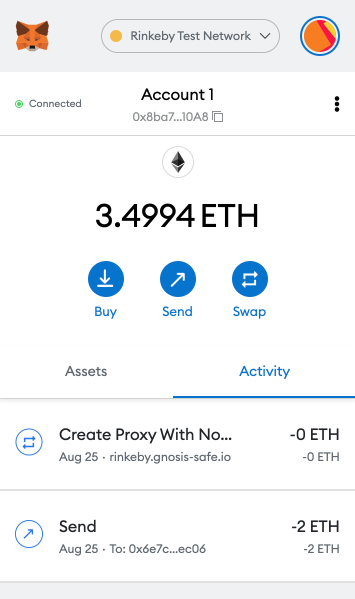 Rinkeby Test Network
Connected
Account 1
0x8ba7...10A8
3.4994 ETH
Buy Send Swap
Assets Activity
Create Proxy With No... -0 ETH
Aug 25 · rinkeby.gnosis-safe.io -0 ETH
Send -2 ETH
Aug 25 · To: 0x6e7c...ec06 -2 ETH